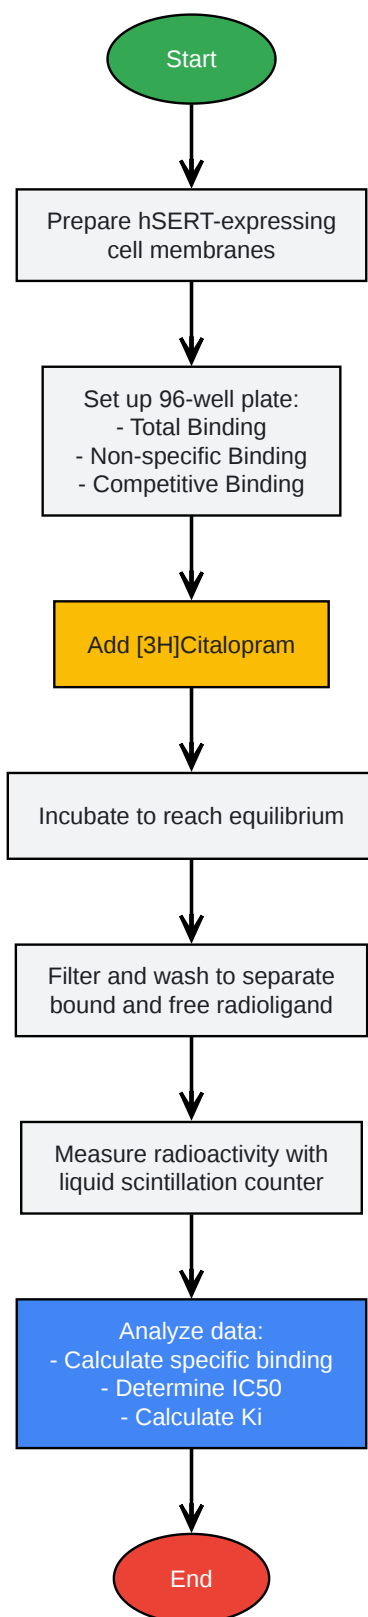 Start
Prepare hSERT-expressing
cell membranes
Set up 96-well plate:
- Total Binding
- Non-specific Binding
- Competitive Binding
Add [3H]Citalopram
Incubate to reach equilibrium
Filter and wash to separate
bound and free radioligand
Measure radioactivity with
liquid scintillation counter
Analyze data:
- Calculate specific binding
- Determine IC50
- Calculate Ki
End